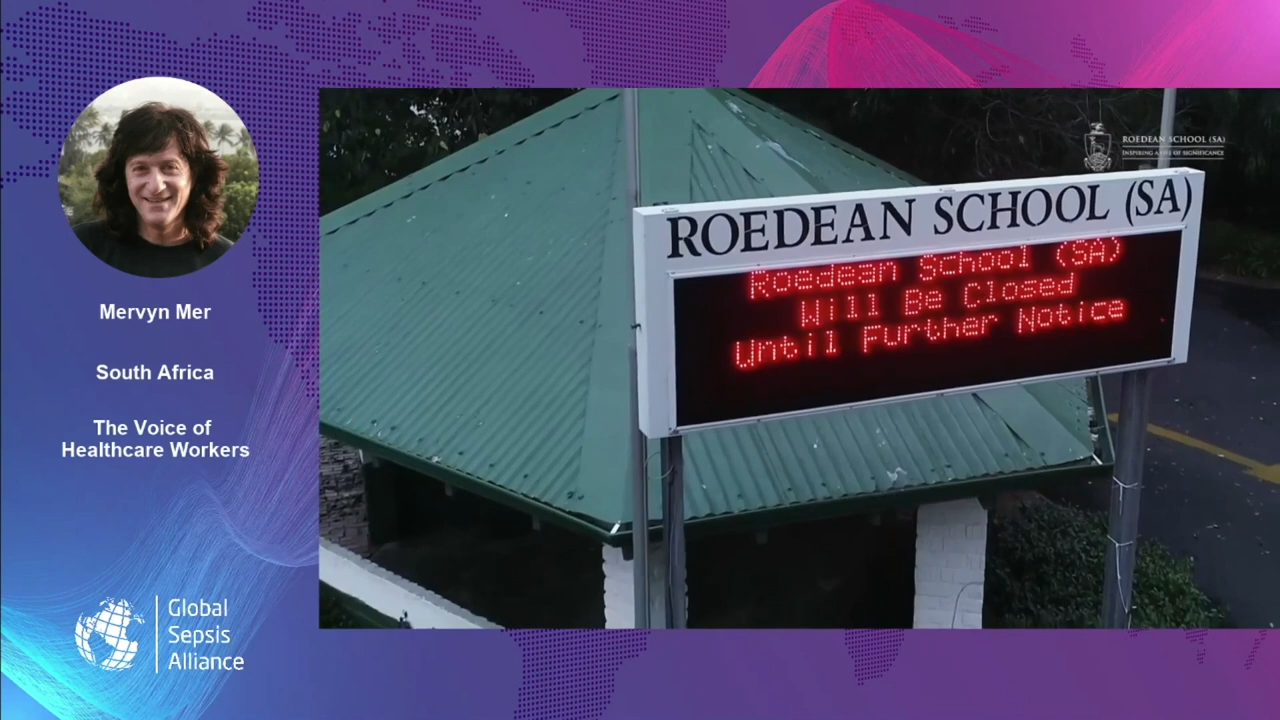 Mervyn Mer
South Africa
The Voice of
Healthcare Workers
Global
Sepsis
Alliance
ROEDEAN SCHOOL (SA)
INSPIRING A LIFE OF SIGNIFICANCE
ROEDEAN SCHOOL (SA)
Roedean School (SA)
Will Be Closed
Until Further Notice